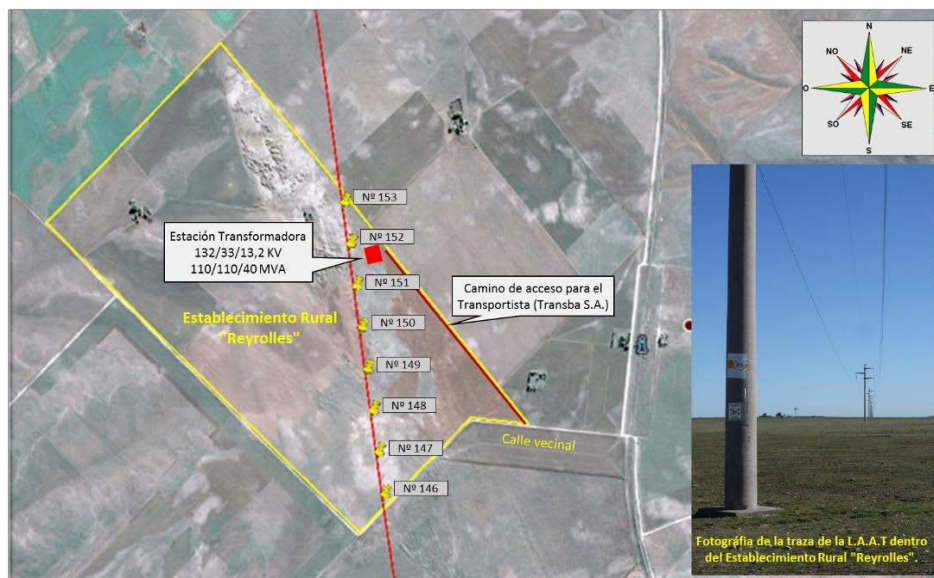 N
NO
NE
O
E
SO
SE
S
Nº 153
Nº 152
Estación Transformadora
132/33/13,2 KV
110/110/40 MVA
Nº 151
Camino de acceso para el
Transportista (Transba S.A.)
Establecimiento Rural
"Reyrolles"
Nº 150
Nº 149
Nº 148
Calle vecinal
Nº 147
Nº 146
Fotográfia de la traza de la L.A.A.T dentro
del Establecimiento Rural "Reyrolles".